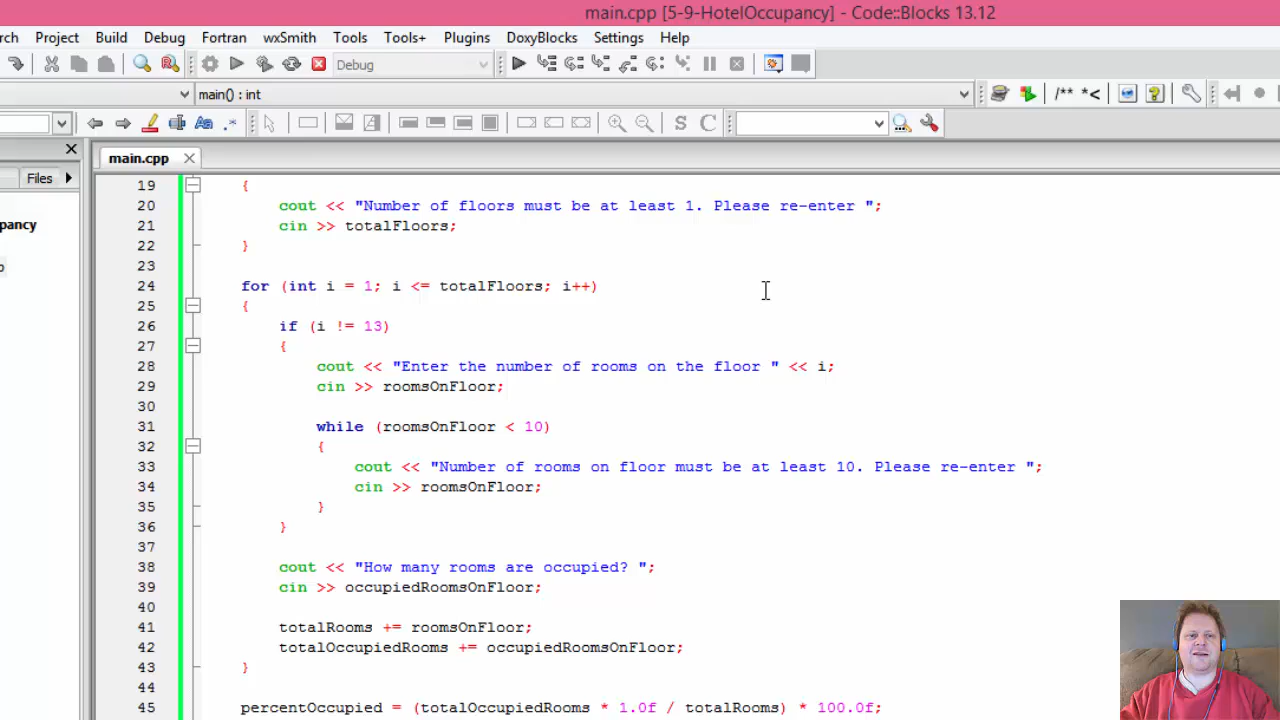 main.cpp [5-9-HotelOccupancy] - Code::Blocks 13.12
rch Project Build Debug Fortran wxSmith Tools Tools+ Plugins DoxyBlocks Settings Help
Debug
main() : int
/** *<
Aa .*
S C
main.cpp
Files
19 {
20 cout << "Number of floors must be at least 1. Please re-enter ";
pancy
21 cin >> totalFloors;
22 }
23
24 for (int i = 1; i <= totalFloors; i++)
25 {
26 if (i != 13)
27 {
28 cout << "Enter the number of rooms on the floor " << i;
29 cin >> roomsOnFloor;
30
31 while (roomsOnFloor < 10)
32 {
33 cout << "Number of rooms on floor must be at least 10. Please re-enter ";
34 cin >> roomsOnFloor;
35 }
36 }
37
38 cout << "How many rooms are occupied? ";
39 cin >> occupiedRoomsOnFloor;
40
41 totalRooms += roomsOnFloor;
42 totalOccupiedRooms += occupiedRoomsOnFloor;
43 }
44
45 percentOccupied = (totalOccupiedRooms * 1.0f / totalRooms) * 100.0f;